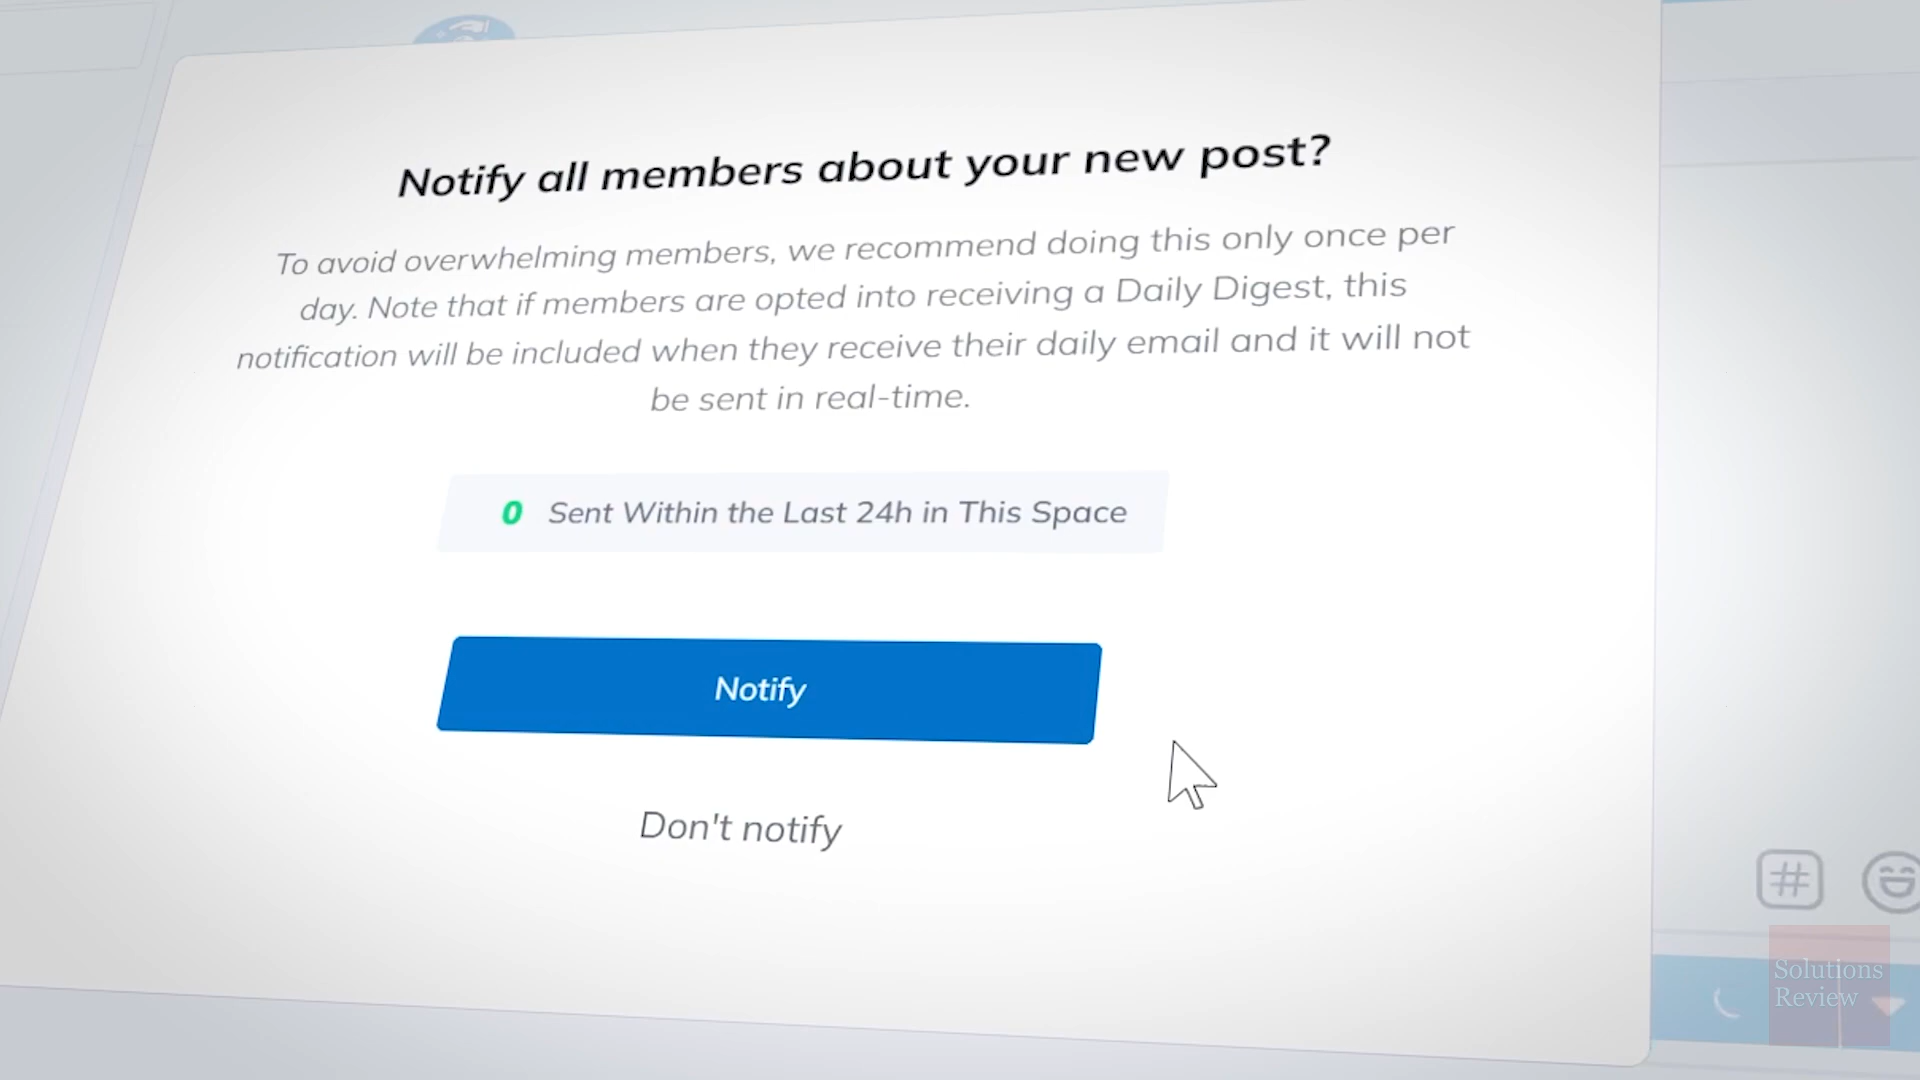 Notify all members about your new post?
To avoid overwhelming members, we recommend doing this only once per
day. Note that if members are opted into receiving a Daily Digest, this
notification will be included when they receive their daily email and it will not
be sent in real-time.
0 Sent Within the Last 24h in This Space
Notify
Don't notify
#
Solutions
Review